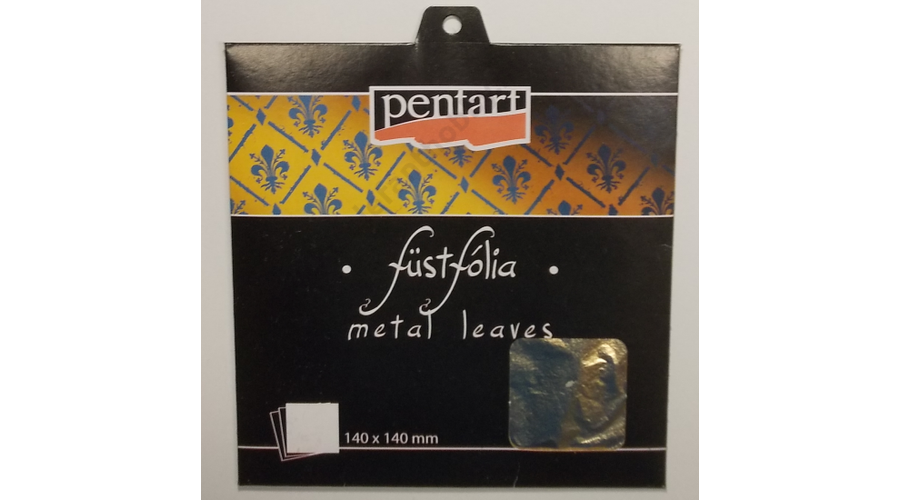 pentart
• füstfólia •
metal leaves
140 x 140 mm